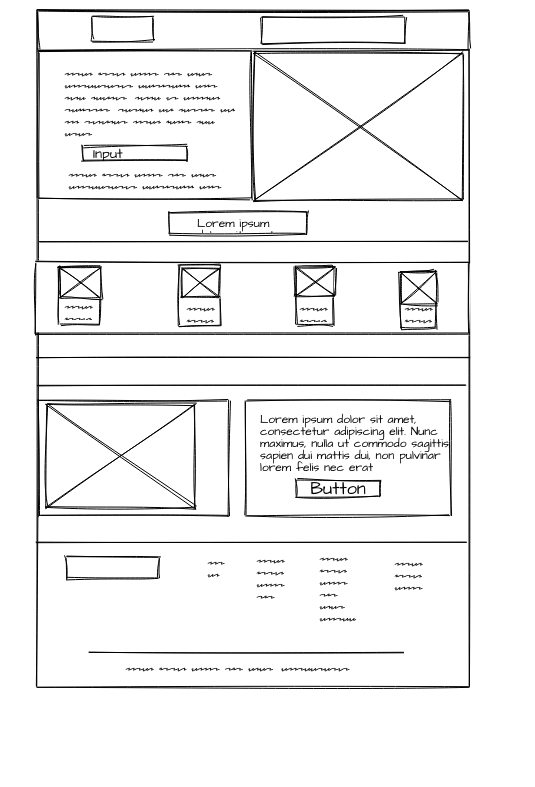 Input
Lorem ipsum
Lorem ipsum dolor sit amet,
consectetur adipiscing elit. Nunc
maximus, nulla ut commodo sagittis
sapien dui mattis dui, non pulvinar
lorem felis nec erat
Button